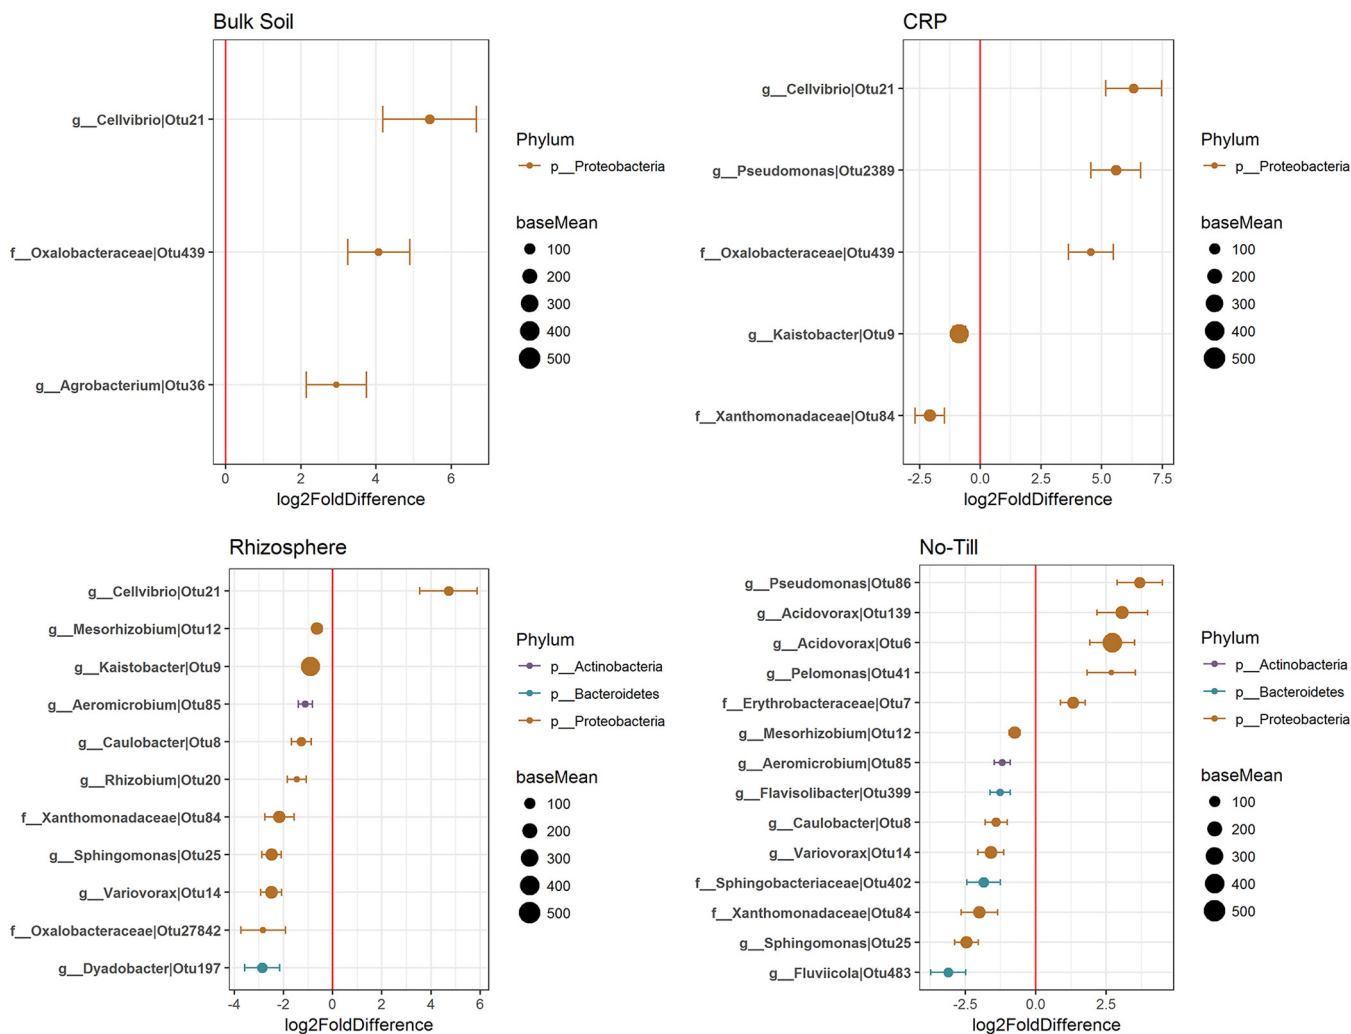 Bulk Soil
g__Cellvibrio|Otu21
f__Oxalobacteraceae|Otu439
g__Agrobacterium|Otu36
0 2 4 6
log2FoldDifference
Phylum
p__Proteobacteria
baseMean
100
200
300
400
500
CRP
g__Cellvibrio|Otu21
g__Pseudomonas|Otu2389
f__Oxalobacteraceae|Otu439
g__Kaistobacter|Otu9
f__Xanthomonadaceae|Otu84
-2.5 0.0 2.5 5.0 7.5
log2FoldDifference
Phylum
p__Proteobacteria
baseMean
100
200
300
400
500
Rhizosphere
g__Cellvibrio|Otu21
g__Mesorhizobium|Otu12
g__Kaistobacter|Otu9
g__Aeromicrobium|Otu85
g__Caulobacter|Otu8
g__Rhizobium|Otu20
f__Xanthomonadaceae|Otu84
g__Sphingomonas|Otu25
g__Variovorax|Otu14
f__Oxalobacteraceae|Otu27842
g__Dyadobacter|Otu197
-4 -2 0 2 4 6
log2FoldDifference
Phylum
p__Actinobacteria
p__Bacteroidetes
p__Proteobacteria
baseMean
100
200
300
400
500
No-Till
g__Pseudomonas|Otu86
g__Acidovorax|Otu139
g__Acidovorax|Otu6
g__Pelomonas|Otu41
f__Erythrobacteraceae|Otu7
g__Mesorhizobium|Otu12
g__Aeromicrobium|Otu85
g__Flavisolibacter|Otu399
g__Caulobacter|Otu8
g__Variovorax|Otu14
f__Sphingobacteriaceae|Otu402
f__Xanthomonadaceae|Otu84
g__Sphingomonas|Otu25
g__Fluviicola|Otu483
-2.5 0.0 2.5
log2FoldDifference
Phylum
p__Actinobacteria
p__Bacteroidetes
p__Proteobacteria
baseMean
100
200
300
400
500